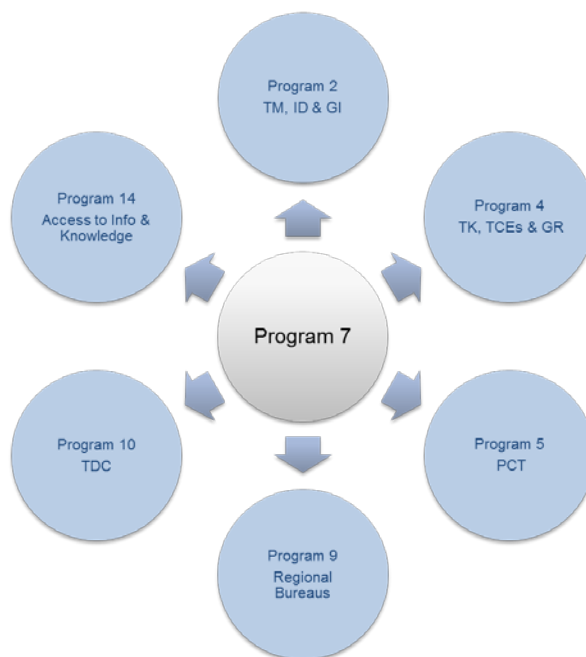 Program 2
TM, ID & GI
Program 14
Access to Info &
Knowledge
Program 4
TK, TCEs & GR
Program 7
Program 10
TDC
Program 5
PCT
Program 9
Regional
Bureaus